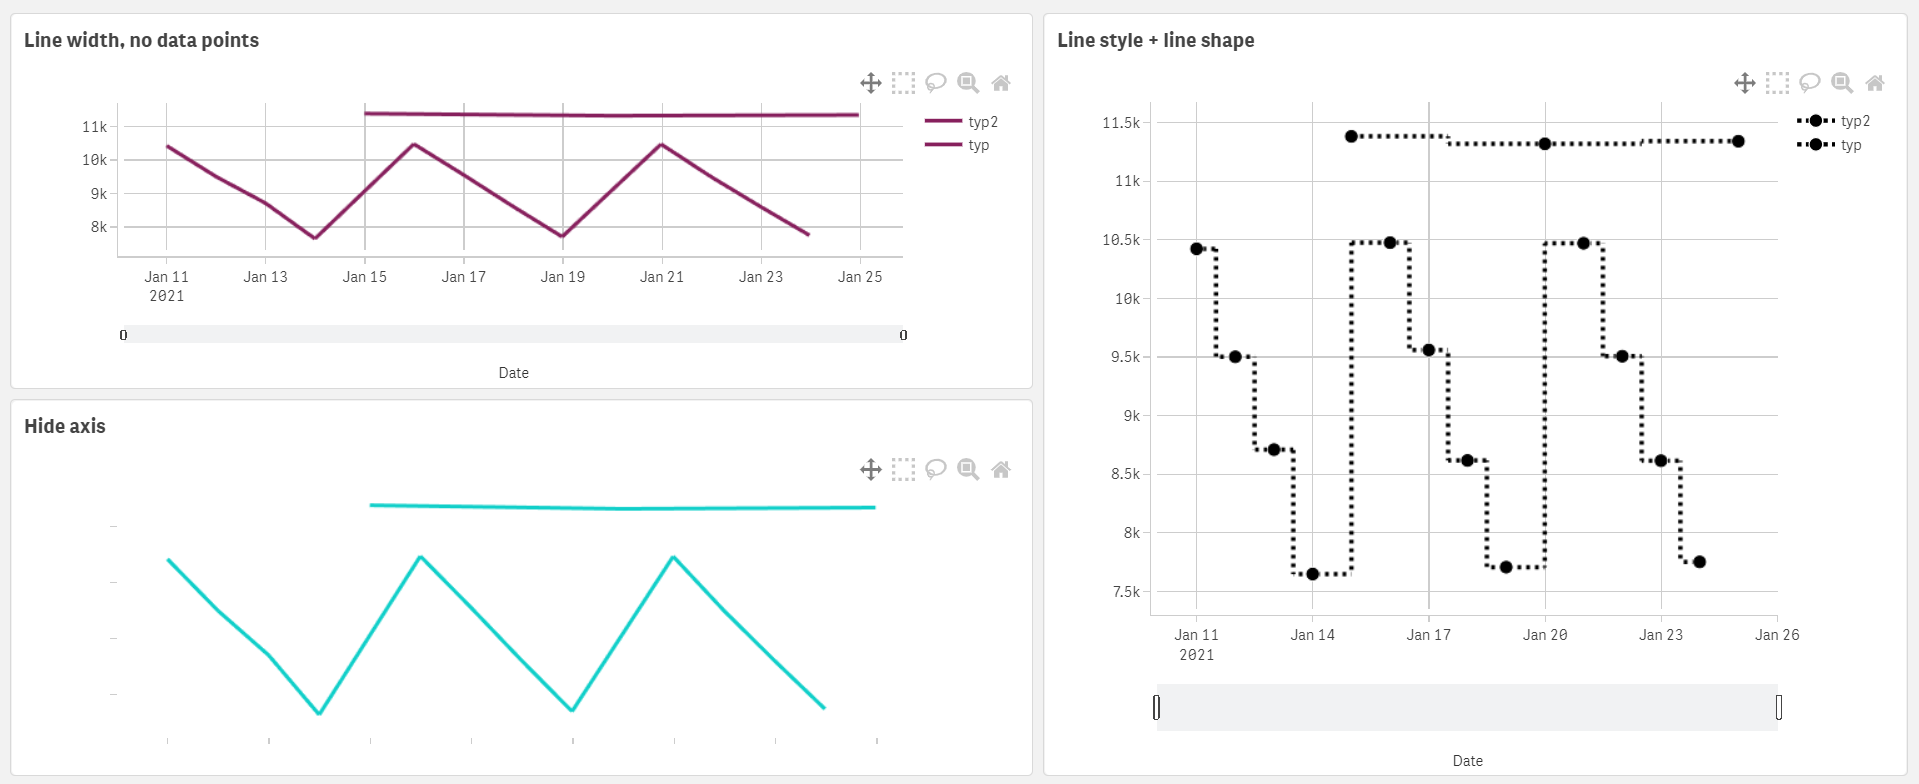 Line width, no data points
typ2
typ
11k
10k
9k
8k
Jan 11 Jan 13 Jan 15 Jan 17 Jan 19 Jan 21 Jan 23 Jan 25
2021
Date
Hide axis
Line style + line shape
typ2
typ
11.5k
11k
10.5k
10k
9.5k
9k
8.5k
8k
7.5k
Jan 11 Jan 14 Jan 17 Jan 20 Jan 23 Jan 26
2021
Date